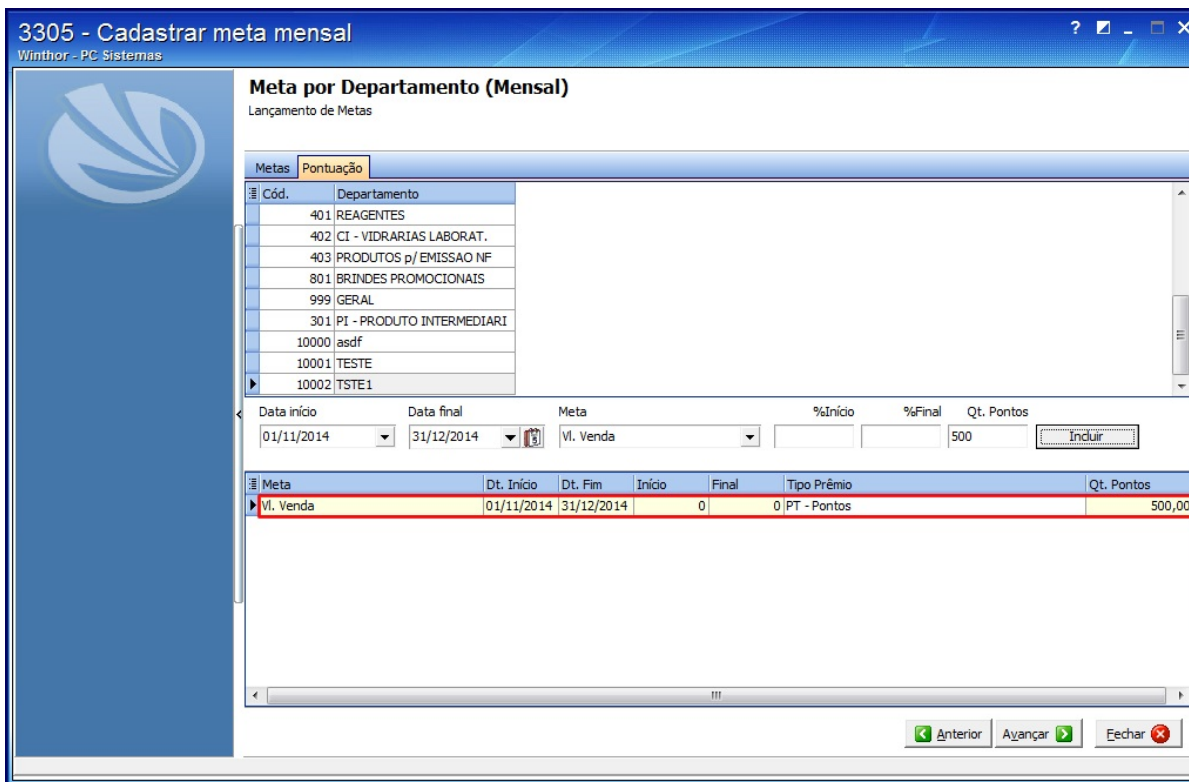 3305 - Cadastrar meta mensal
Winthor - PC Sistemas
Meta por Departamento (Mensal)
Lançamento de Metas
Metas Pontuação
Cód. Departamento
401 REAGENTES
402 CI - VIDRARIAS LABORAT.
403 PRODUTOS p/ EMISSAO NF
801 BRINDES PROMOCIONAIS
999 GERAL
301 PI - PRODUTO INTERMEDIARI
10000 asdf
10001 TESTE
10002 TSTE1
Data início Data final Meta %Início %Final Qt. Pontos
01/11/2014 31/12/2014 Vl. Venda 500 Incluir
Meta Dt. Início Dt. Fim Início Final Tipo Prêmio Qt. Pontos
Vl. Venda 01/11/2014 31/12/2014 0 0 PT - Pontos 500,00
Anterior Avançar Fechar